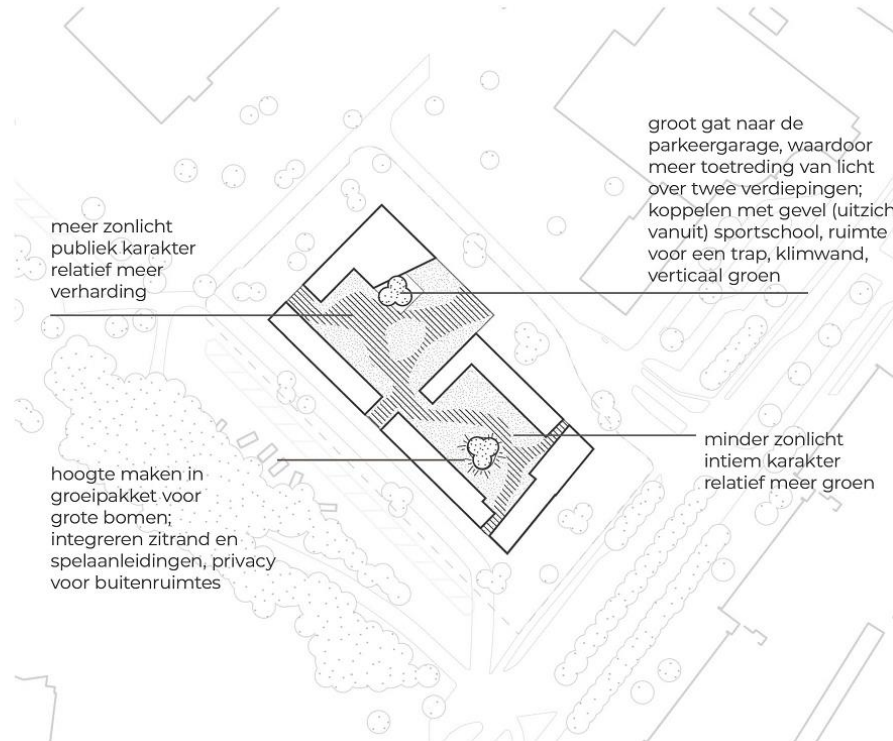 groot gat naar de
parkeergarage, waardoor
meer toetreding van licht
over twee verdiepingen;
koppelen met gevel (uitzich
vanuit) sportschool, ruimte
voor een trap, klimwand,
verticaal groen
meer zonlicht
publiek karakter
relatief meer
verharding
minder zonlicht
intiem karakter
relatief meer groen
hoogte maken in
groeipakket voor
grote bomen;
integreren zitrand en
spelaanleidingen, privacy
voor buitenruimtes